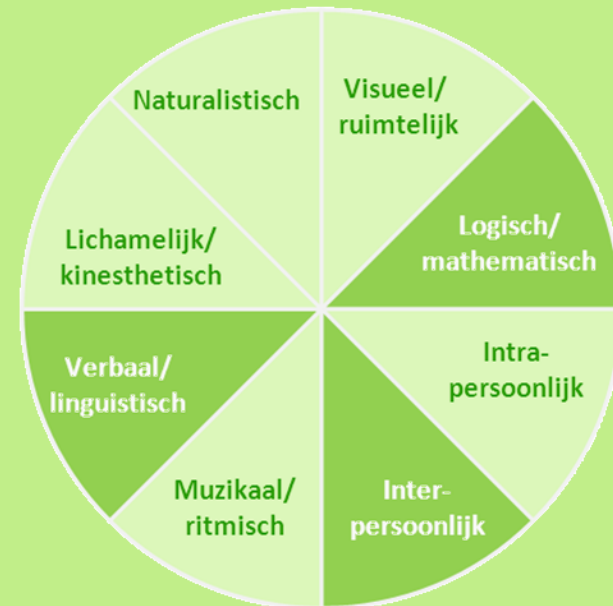 Visueel/
ruimtelijk
Logisch/
mathematisch
Intra-
persoonlijk
Inter-
persoonlijk
Muzikaal/
ritmisch
Verbaal/
linguistisch
Lichamelijk/
kinesthetisch
Naturalistisch